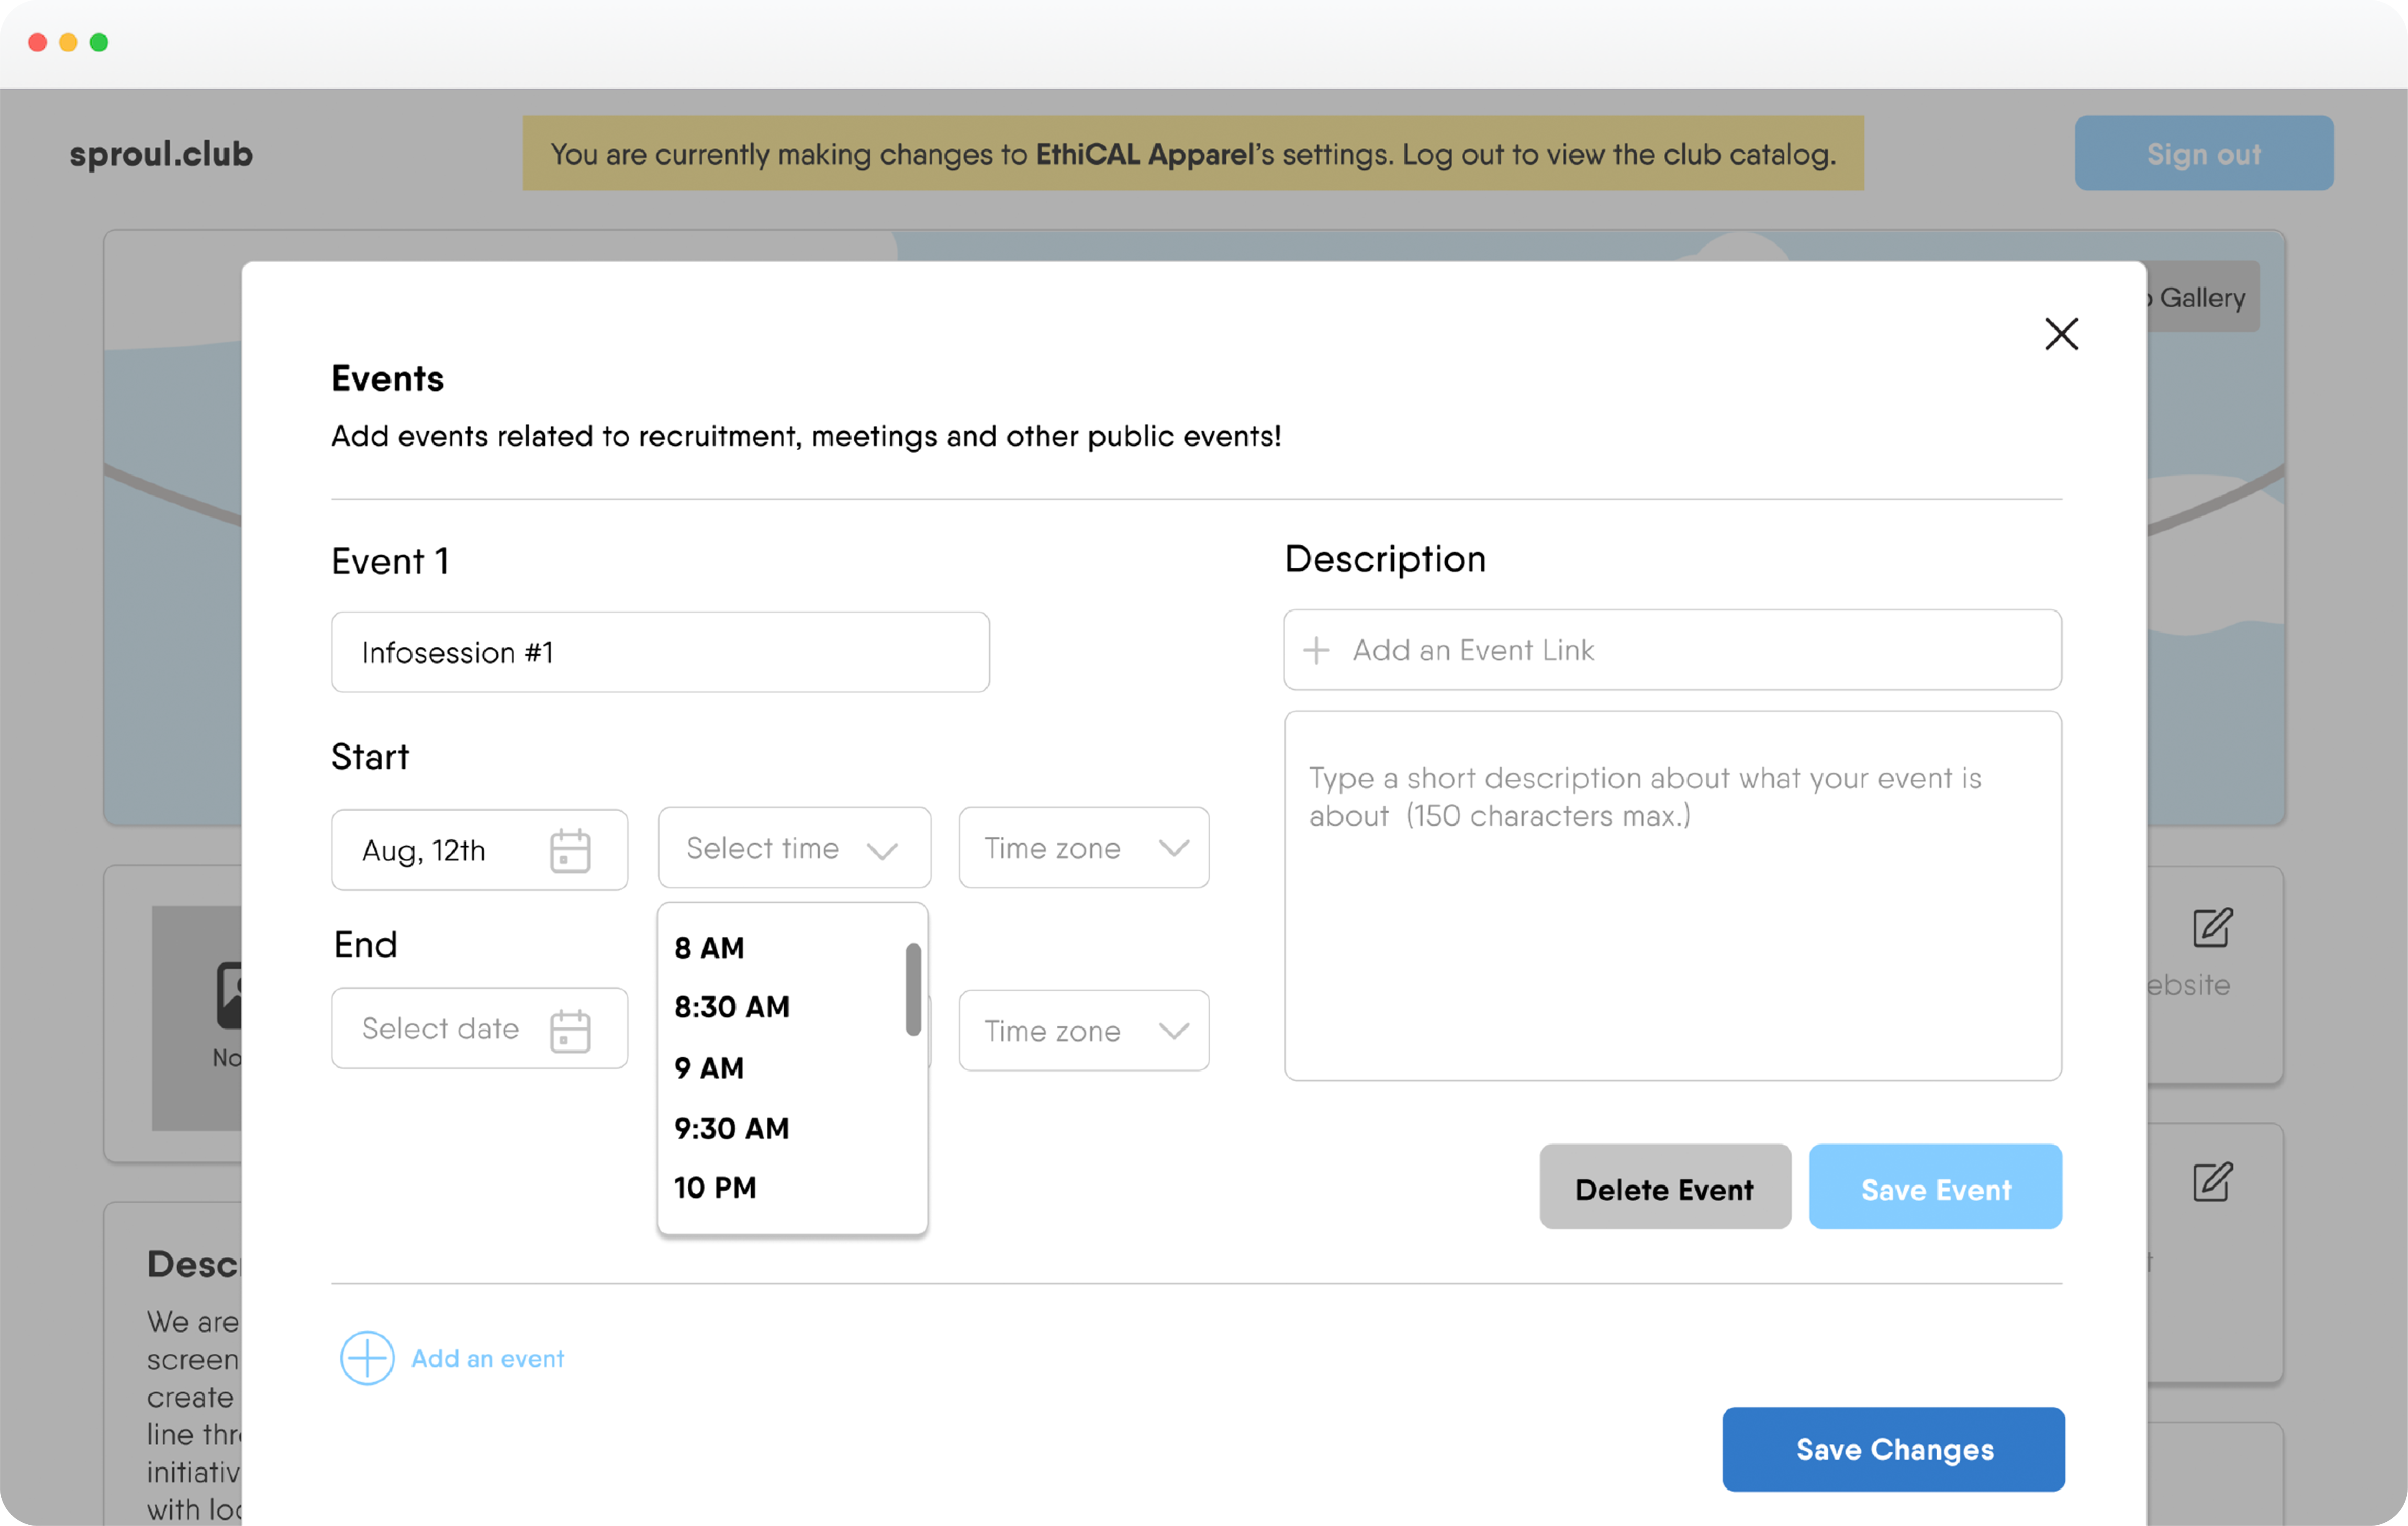 sproul.club
You are currently making changes to EthiCAL Apparel's settings. Log out to view the club catalog.
Sign out
Gallery
Events
Add events related to recruitment, meetings and other public events!
Event 1
Infosession #1
Start
Aug, 12th
Select time
Time zone
8 AM
8:30 AM
9 AM
9:30 AM
10 PM
End
Select date
Time zone
Description
+ Add an Event Link
Type a short description about what your event is
about (150 characters max.)
Delete Event
Save Event
Add an event
Save Changes
ebsite
No
Desc
We are
screen
create
line thr
initiativ
with loc